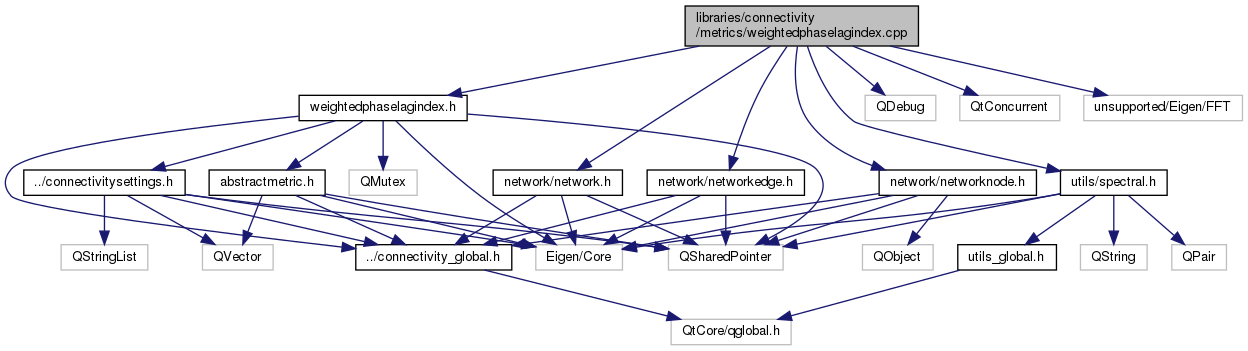 libraries/connectivity
/metrics/weightedphaselagindex.cpp
weightedphaselagindex.h
QDebug
QtConcurrent
unsupported/Eigen/FFT
../connectivitysettings.h
abstractmetric.h
QMutex
network/network.h
network/networkedge.h
network/networknode.h
utils/spectral.h
QStringList
QVector
../connectivity_global.h
Eigen/Core
QSharedPointer
QObject
utils_global.h
QString
QPair
QtCore/qglobal.h